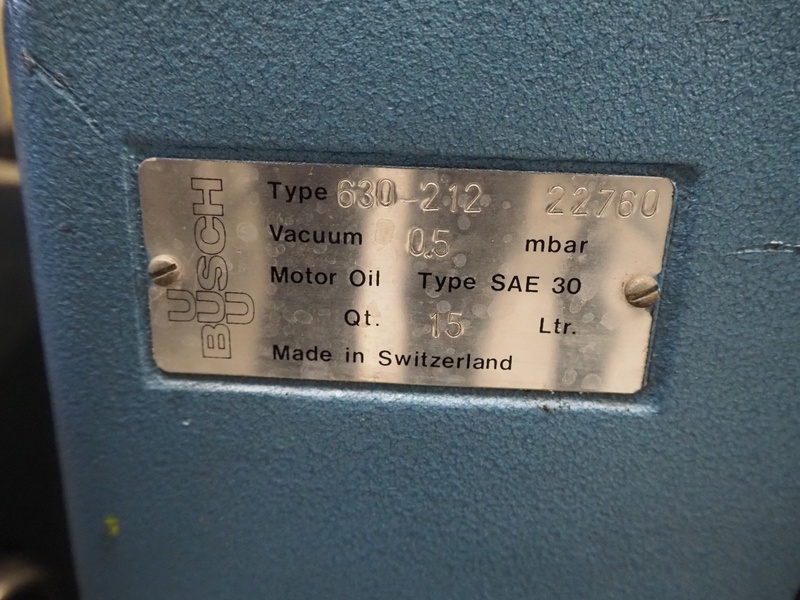 BUSCH
Type 630-212 22760
Vacuum 0.5 mbar
Motor Oil Type SAE 30
Qt. 15 Ltr.
Made in Switzerland